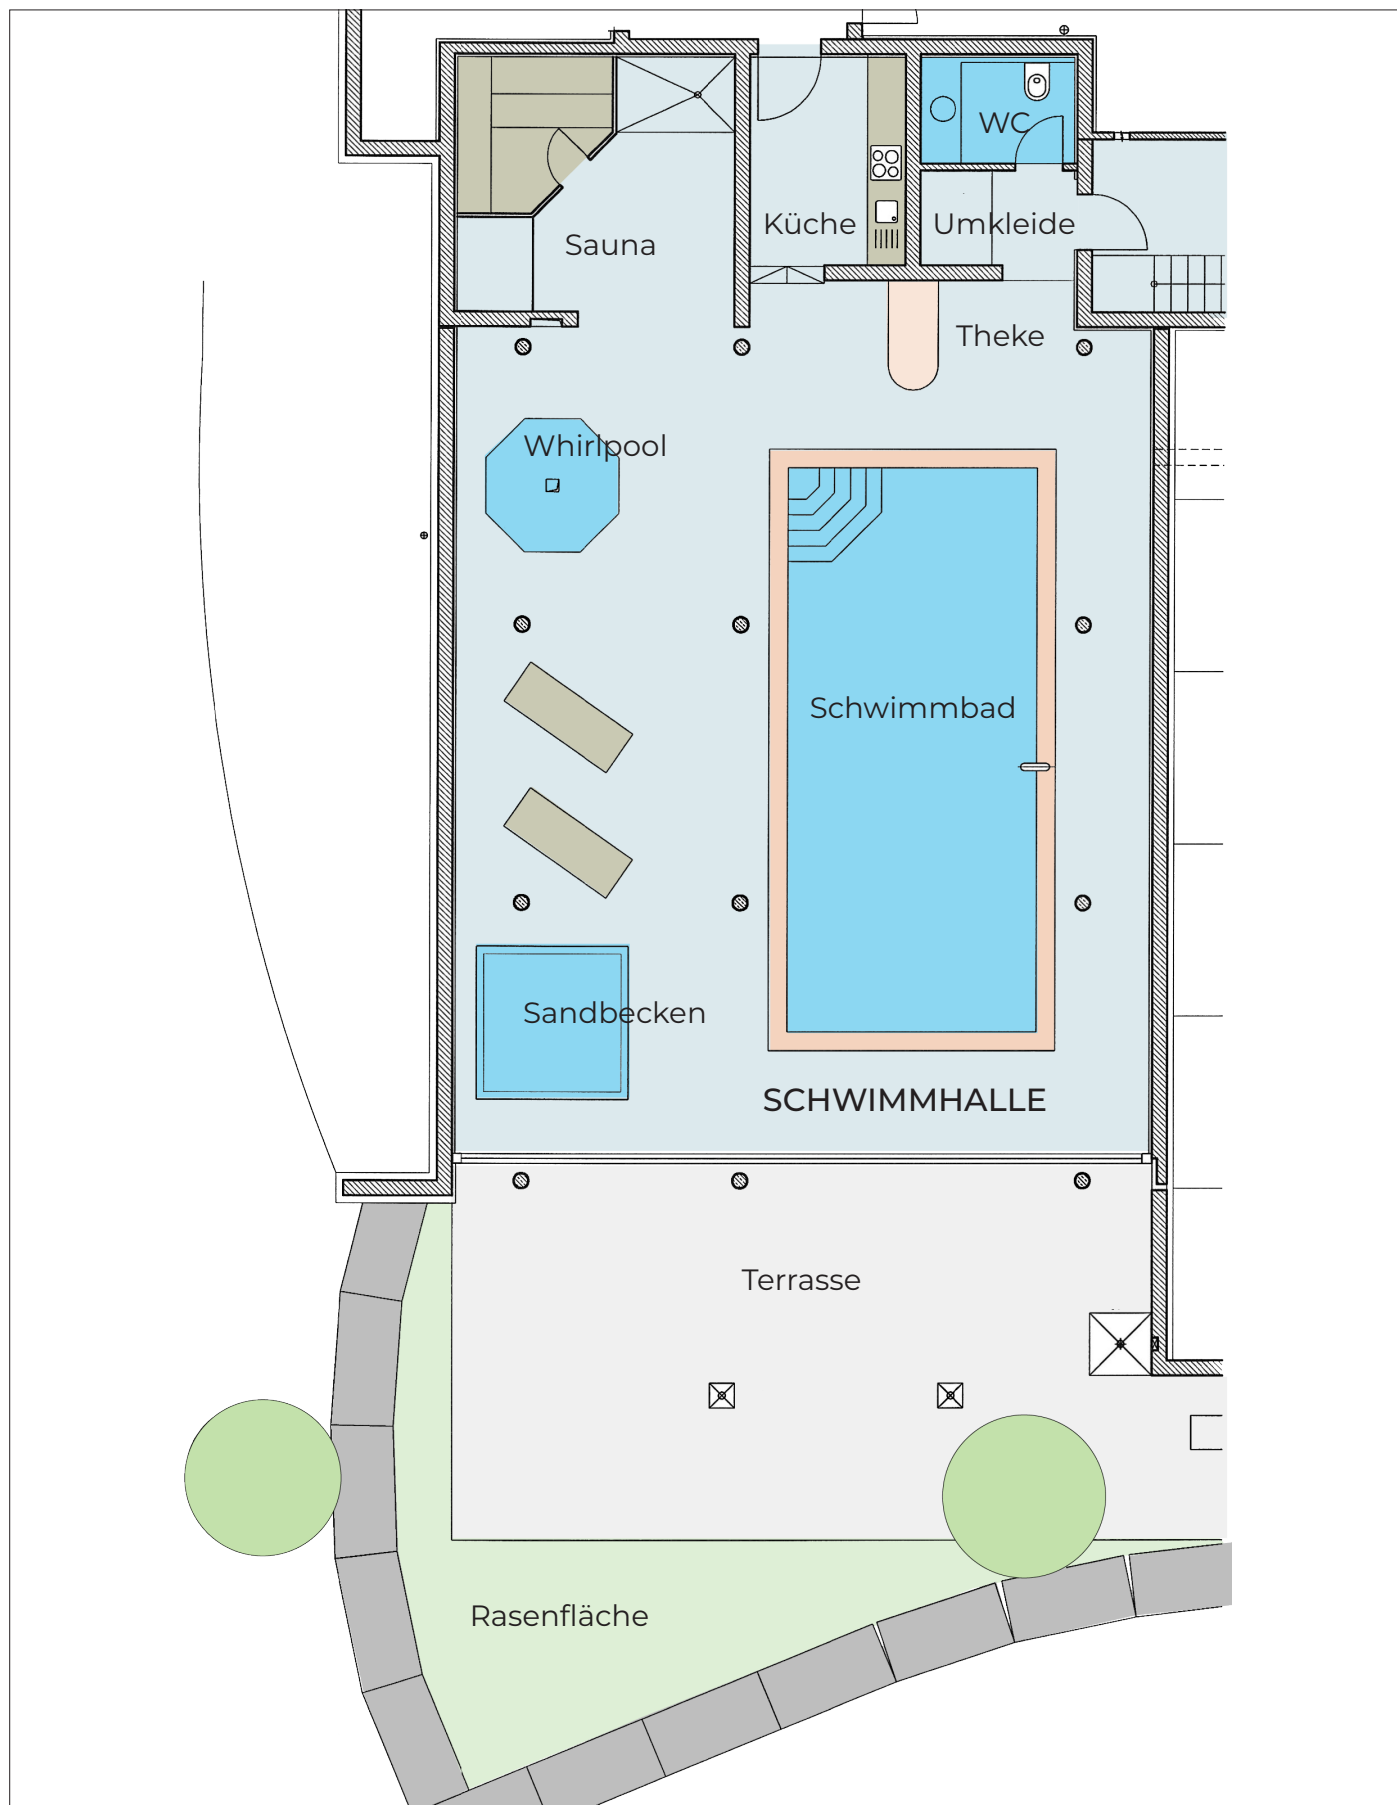 WC
Küche
Umkleide
Sauna
Theke
Whirlpool
Schwimmbad
Sandbecken
SCHWIMMHALLE
Terrasse
Rasenfläche